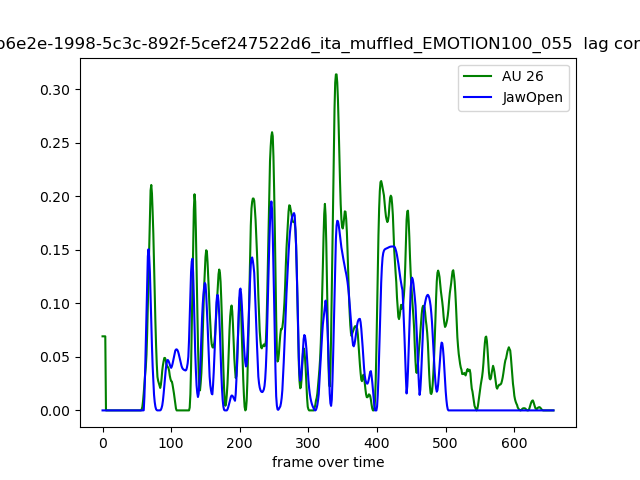 b6e2e-1998-5c3c-892f-5cef247522d6_ita_muffled_EMOTION100_055 lag cor
AU 26
JawOpen
0.30
0.25
0.20
0.15
0.10
0.05
0.00
0 100 200 300 400 500 600
frame over time